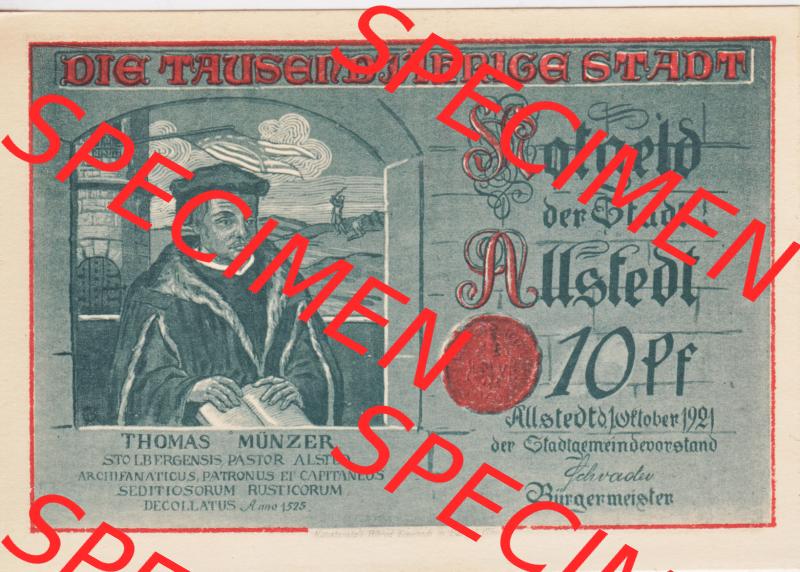 DIE TAUSENDJÄHRIGE STADT
Notgeld
der Stadt
Allstedt
10 Pf
Allstedt d. 1. Oktober 1921
der Stadtgemeindevorstand
Schrader
Bürgermeister
THOMAS MÜNZER
STOLBERGENSIS PASTOR ALSTED
ARCHIFANATICUS, PATRONUS ET CAPITANEUS
SEDITIOSORUM RUSTICORUM
DECOLLATUS Anno 1525
SPECIMEN
SPECIMEN
SPECIMEN
SPECIMEN